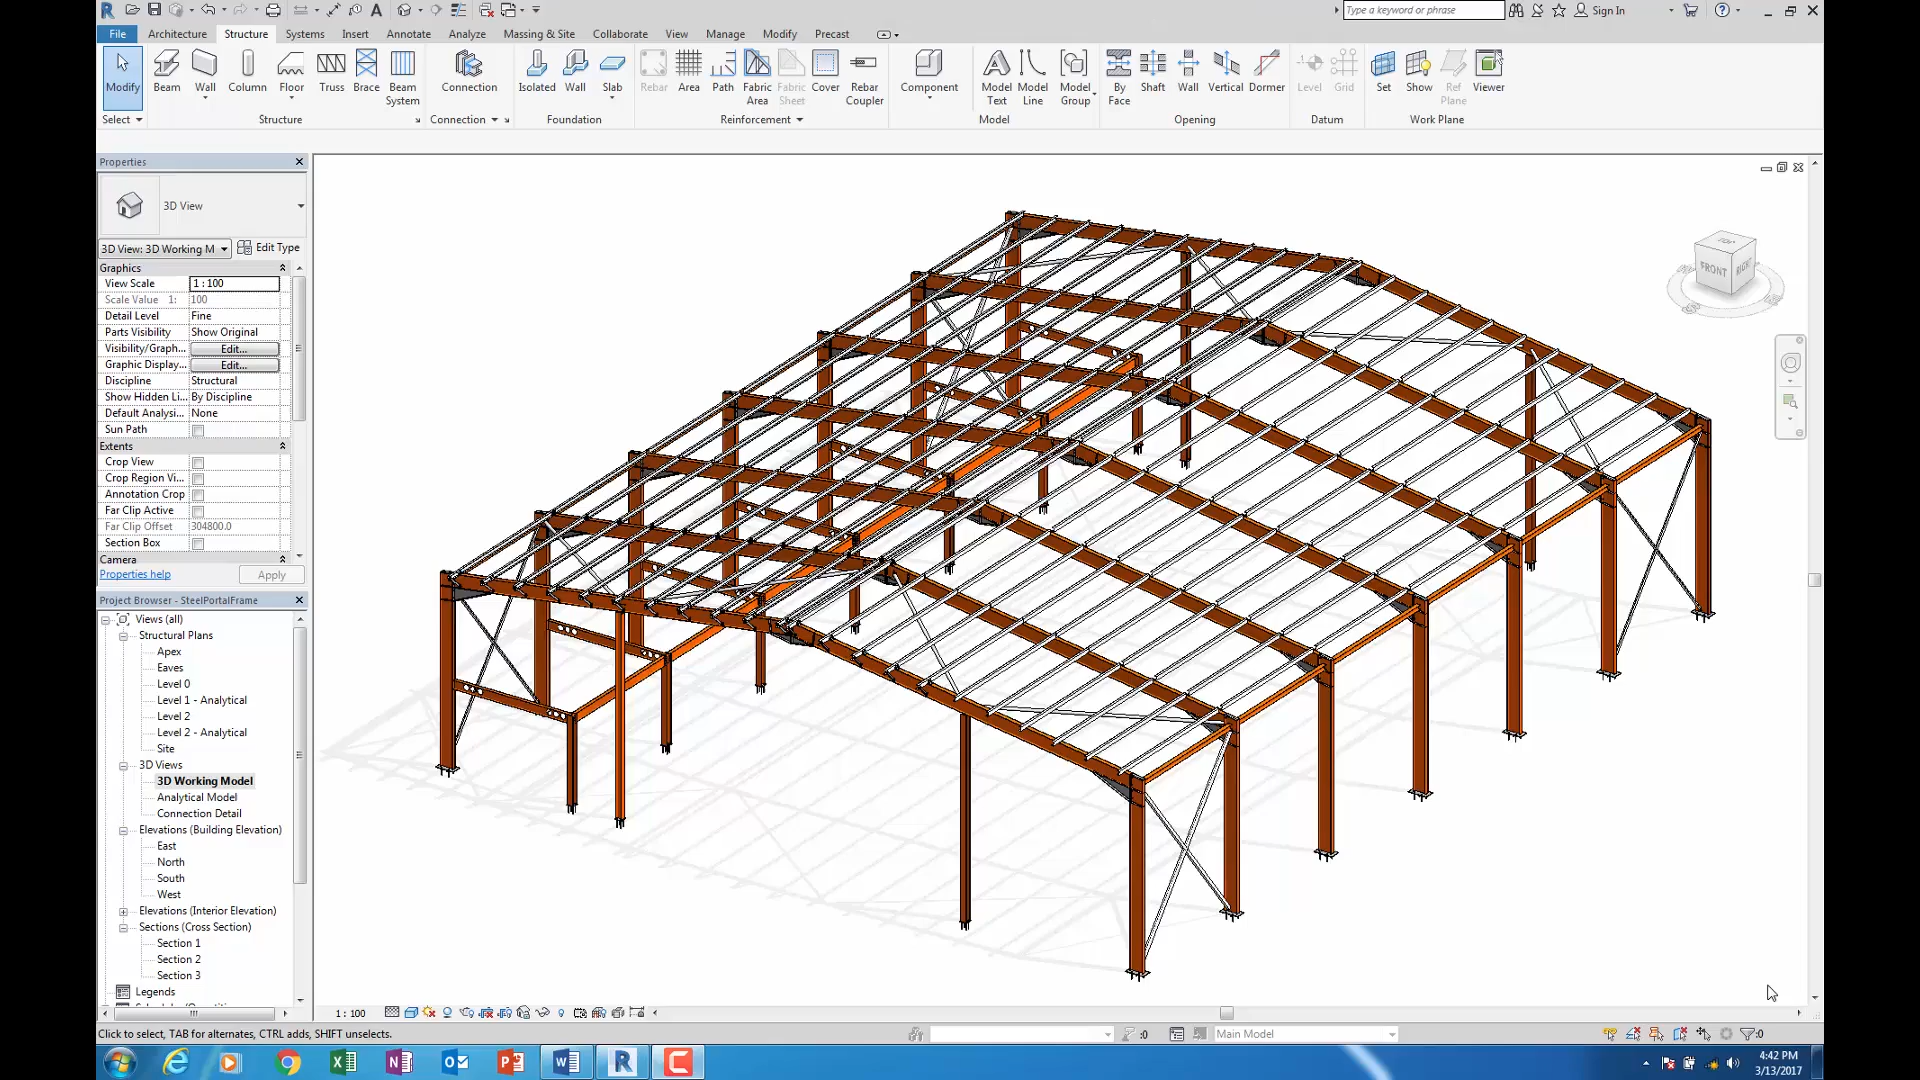 Type a keyword or phrase
Sign In
File Architecture Structure Systems Insert Annotate Analyze Massing & Site Collaborate View Manage Modify Precast
Modify Beam Wall Column Floor Truss Brace Beam System Connection Isolated Wall Slab Rebar Area Path Fabric Area Fabric Sheet Cover Rebar Coupler Component Model Text Model Line Model Group By Face Shaft Wall Vertical Dormer Level Grid Set Show Ref Plane Viewer
Select Structure Connection Foundation Reinforcement Model Opening Datum Work Plane
Properties
3D View
3D View: 3D Working M Edit Type
Graphics
View Scale 1 : 100
Scale Value 1: 100
Detail Level Fine
Parts Visibility Show Original
Visibility/Graph... Edit...
Graphic Display... Edit...
Discipline Structural
Show Hidden Li... By Discipline
Default Analysi... None
Sun Path
Extents
Crop View
Crop Region Vi...
Annotation Crop
Far Clip Active
Far Clip Offset 304800.0
Section Box
Camera
Properties help Apply
Project Browser - SteelPortalFrame
Views (all)
Structural Plans
Apex
Eaves
Level 0
Level 1 - Analytical
Level 2
Level 2 - Analytical
Site
3D Views
3D Working Model
Analytical Model
Connection Detail
Elevations (Building Elevation)
East
North
South
West
Elevations (Interior Elevation)
Sections (Cross Section)
Section 1
Section 2
Section 3
Legends
TOP
FRONT
RIGHT
1 : 100
Click to select, TAB for alternates, CTRL adds, SHIFT unselects.
:0
Main Model
:0
4:42 PM
3/13/2017